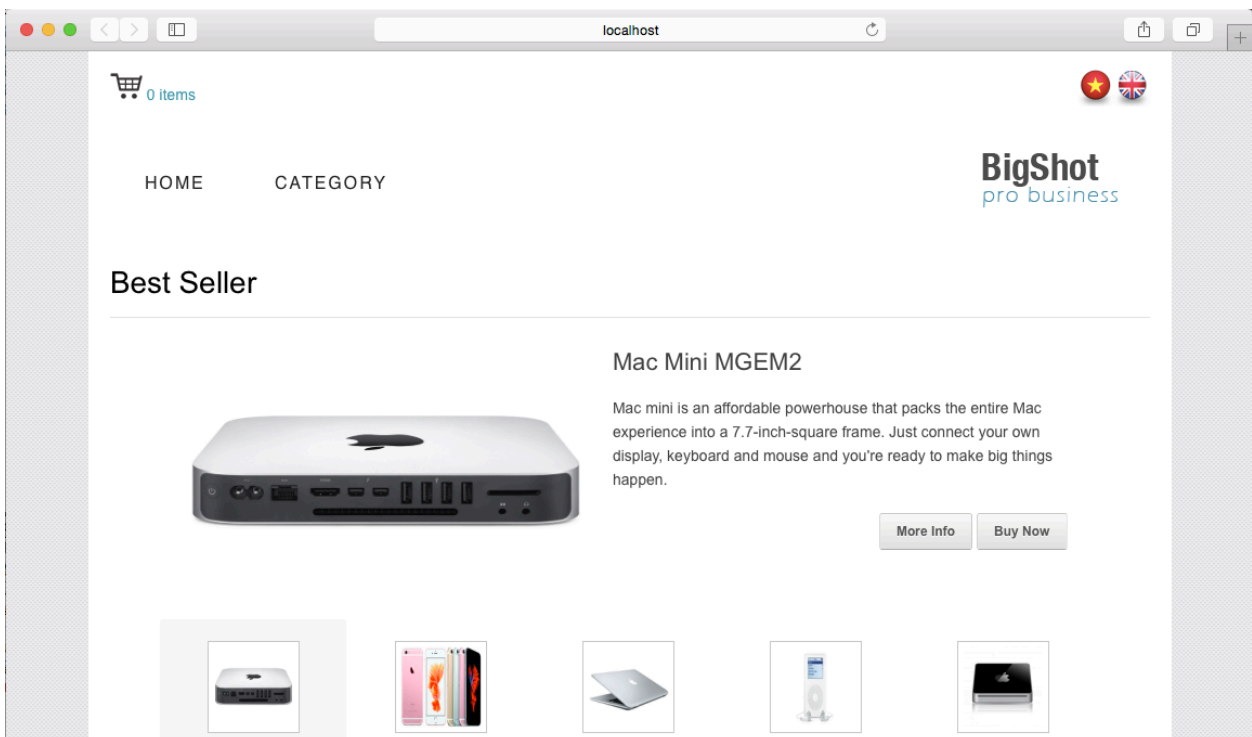 localhost
0 items
HOME
CATEGORY
BigShot
pro business
Best Seller
Mac Mini MGEM2
Mac mini is an affordable powerhouse that packs the entire Mac
experience into a 7.7-inch-square frame. Just connect your own
display, keyboard and mouse and you're ready to make big things
happen.
More Info
Buy Now